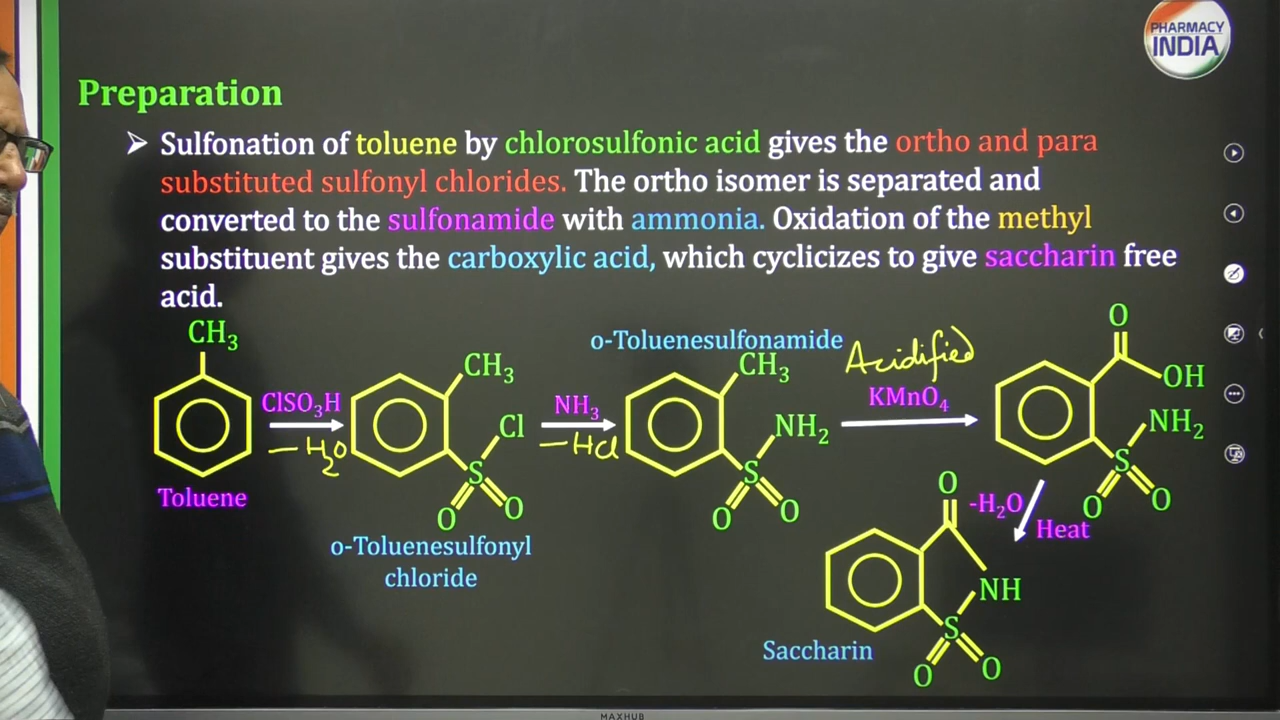 PHARMACY
INDIA
Preparation
➤ Sulfonation of toluene by chlorosulfonic acid gives the ortho and para
substituted sulfonyl chlorides. The ortho isomer is separated and
converted to the sulfonamide with ammonia. Oxidation of the methyl
substituent gives the carboxylic acid, which cyclicizes to give saccharin free
acid.
CH₃
ClSO₃H
- H₂O
Toluene
CH₃
Cl
S
O
O
o-Toluenesulfonyl
chloride
NH₃
- HCl
o-Toluenesulfonamide
CH₃
NH₂
S
O
O
Acidified
KMnO₄
O
OH
NH₂
S
O
O
-H₂O
Heat
O
NH
S
O
O
Saccharin
MAXHUB